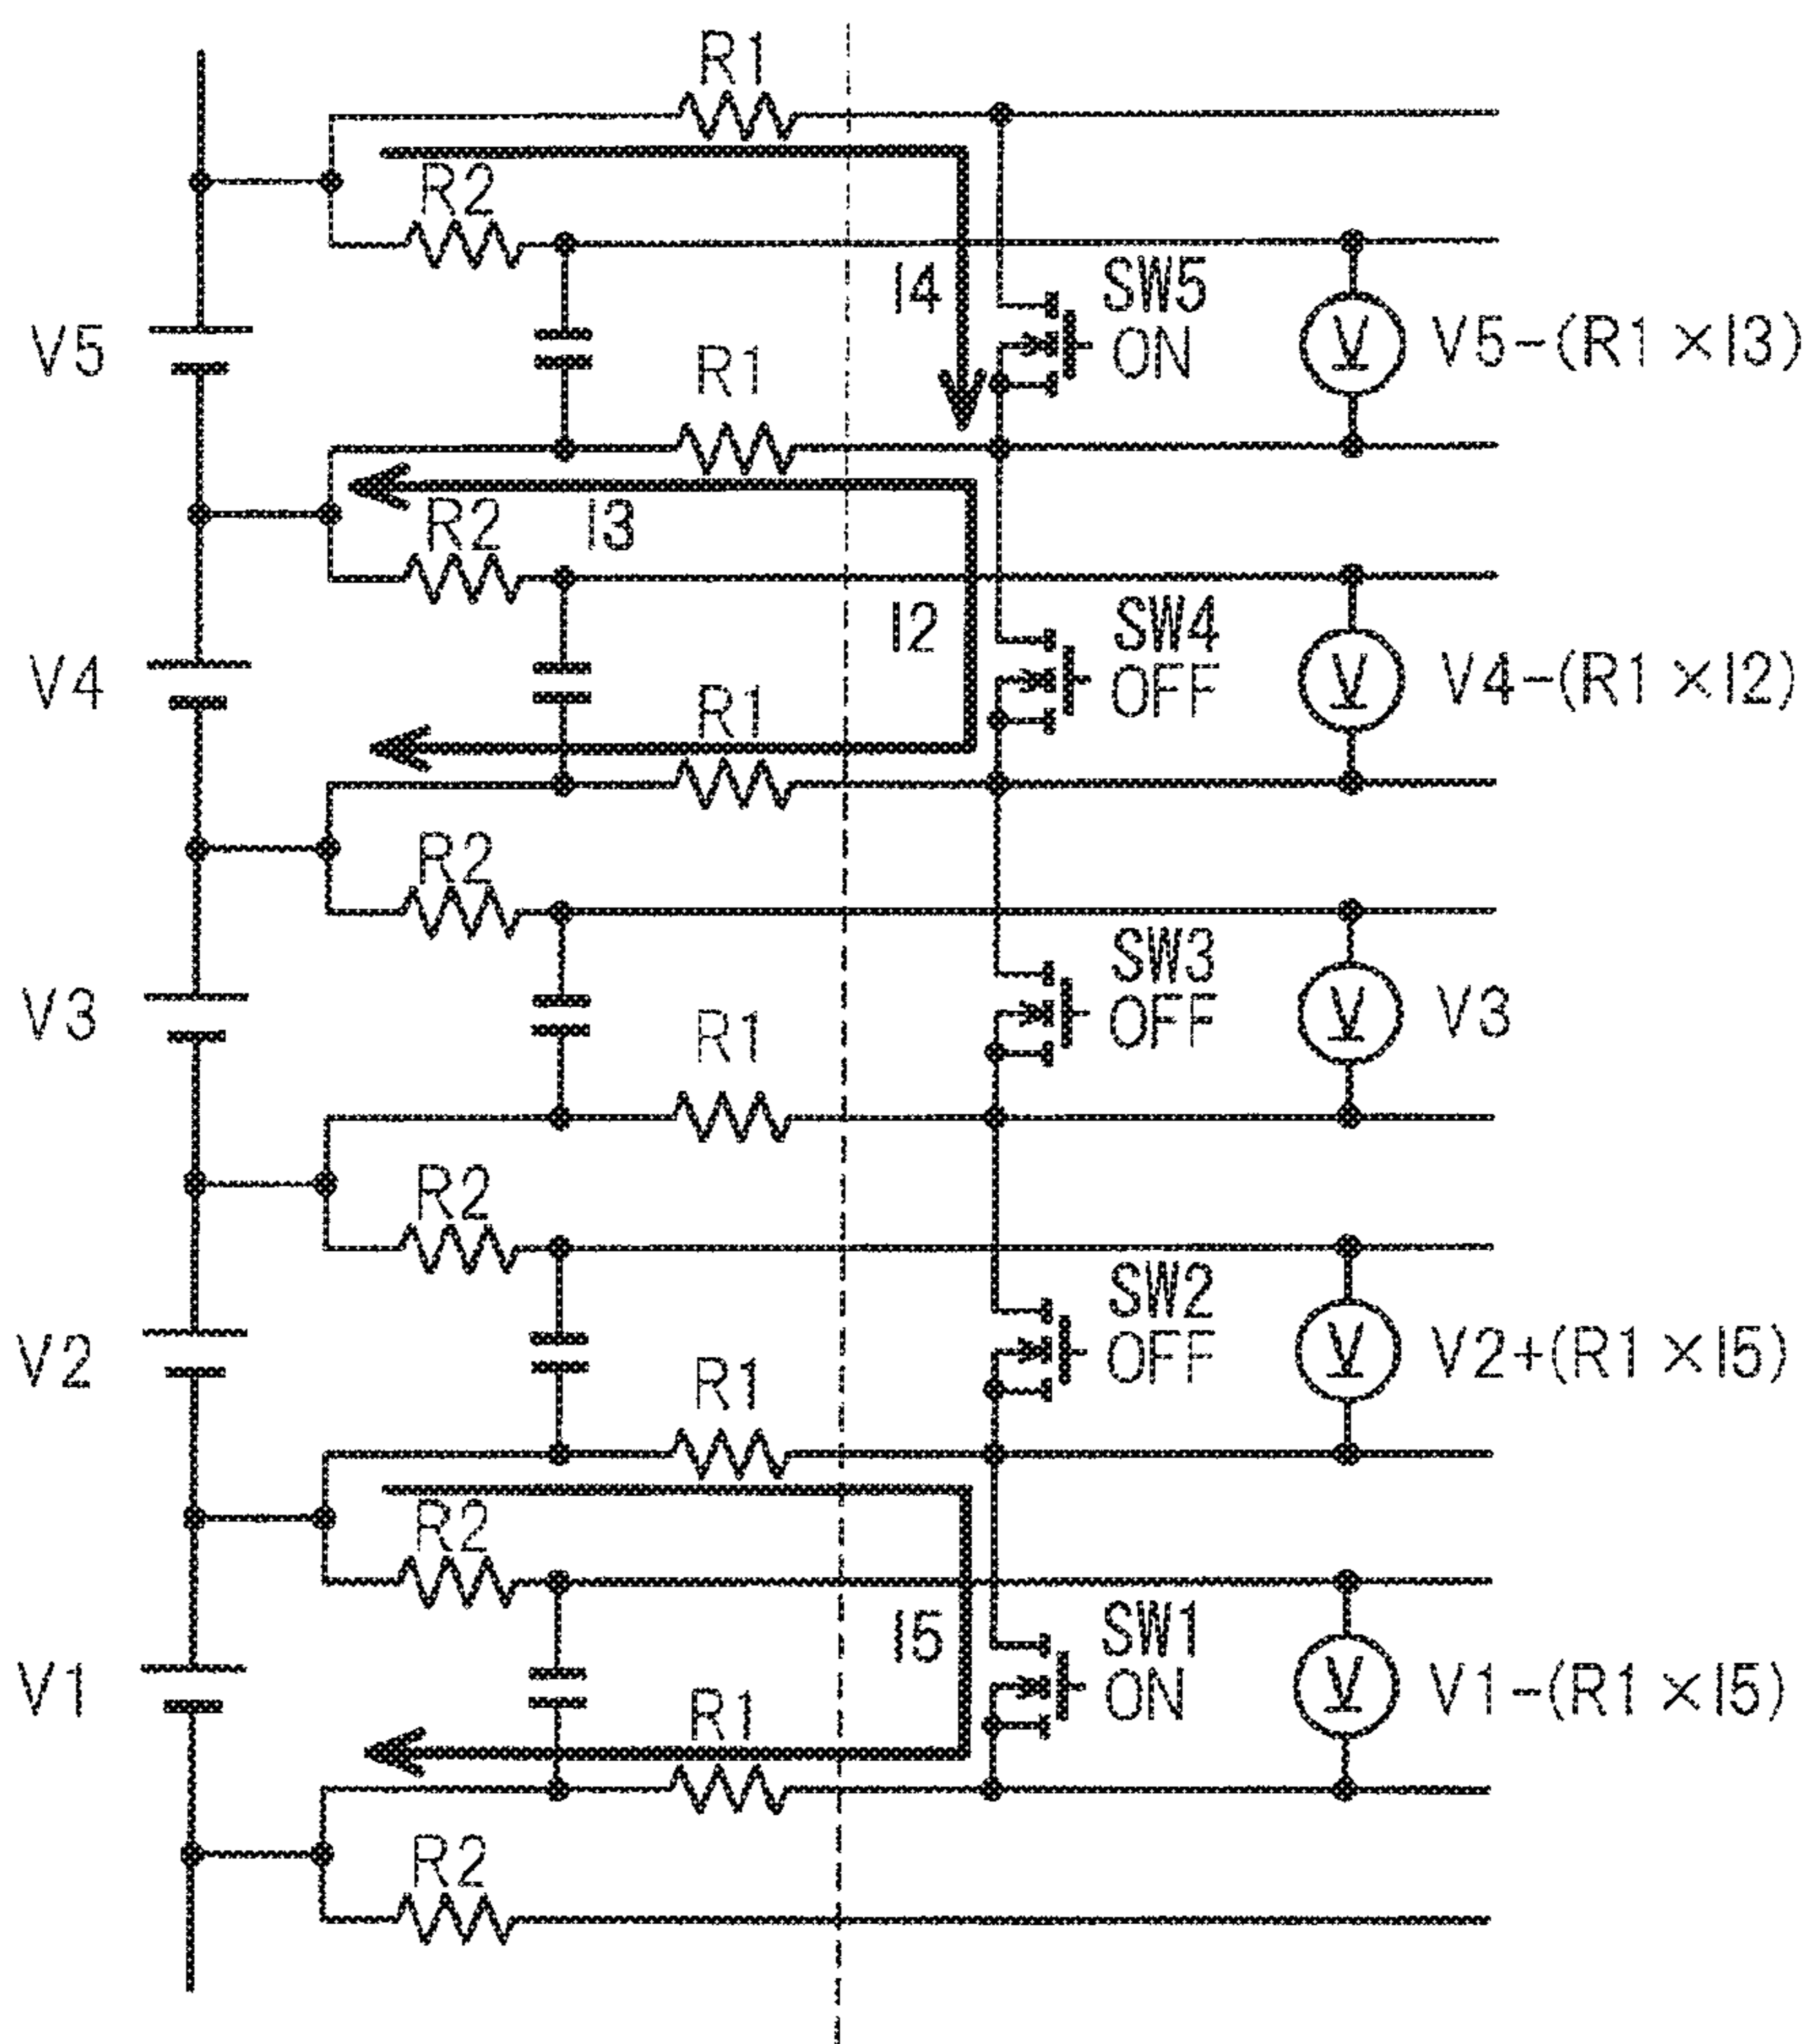 R1
R2
I4
SW5
ON
V5
R1
V5-(R1×I3)
I3
R2
I2
SW4
OFF
V4
R1
V4-(R1×I2)
R2
SW3
OFF
V3
R1
V3
R2
SW2
OFF
V2
R1
V2+(R1×I5)
R2
I5
SW1
ON
V1
R1
V1-(R1×I5)
R2
V
V
V
V
V